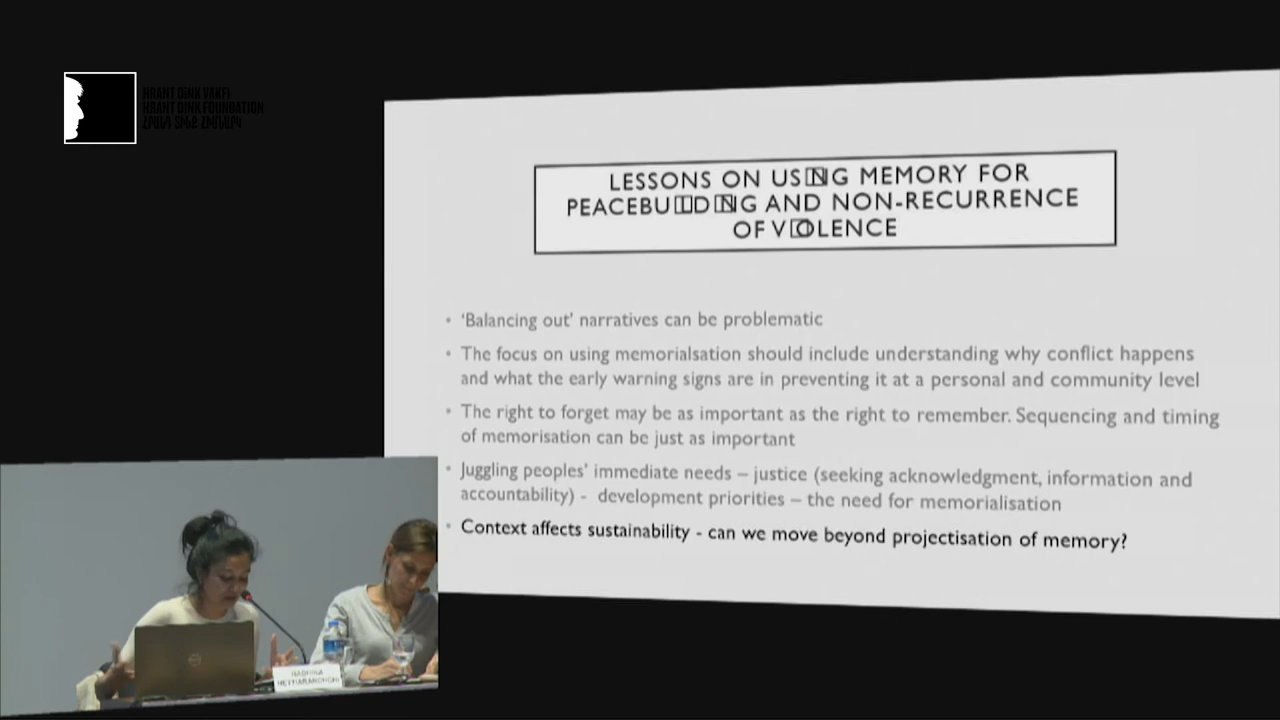 HRANT DINK VAKFI
HRANT DINK FOUNDATION
ՀՐԱՆԴ ՏԻՆՔ ՀԻՄՆԱՐԿ
LESSONS ON USING MEMORY FOR
PEACEBUILDING AND NON-RECURRENCE
OF VIOLENCE
• 'Balancing out' narratives can be problematic
• The focus on using memorialsation should include understanding why conflict happens
and what the early warning signs are in preventing it at a personal and community level
• The right to forget may be as important as the right to remember. Sequencing and timing
of memorisation can be just as important
• Juggling peoples' immediate needs – justice (seeking acknowledgment, information and
accountability) - development priorities – the need for memorialisation
• Context affects sustainability - can we move beyond projectisation of memory?